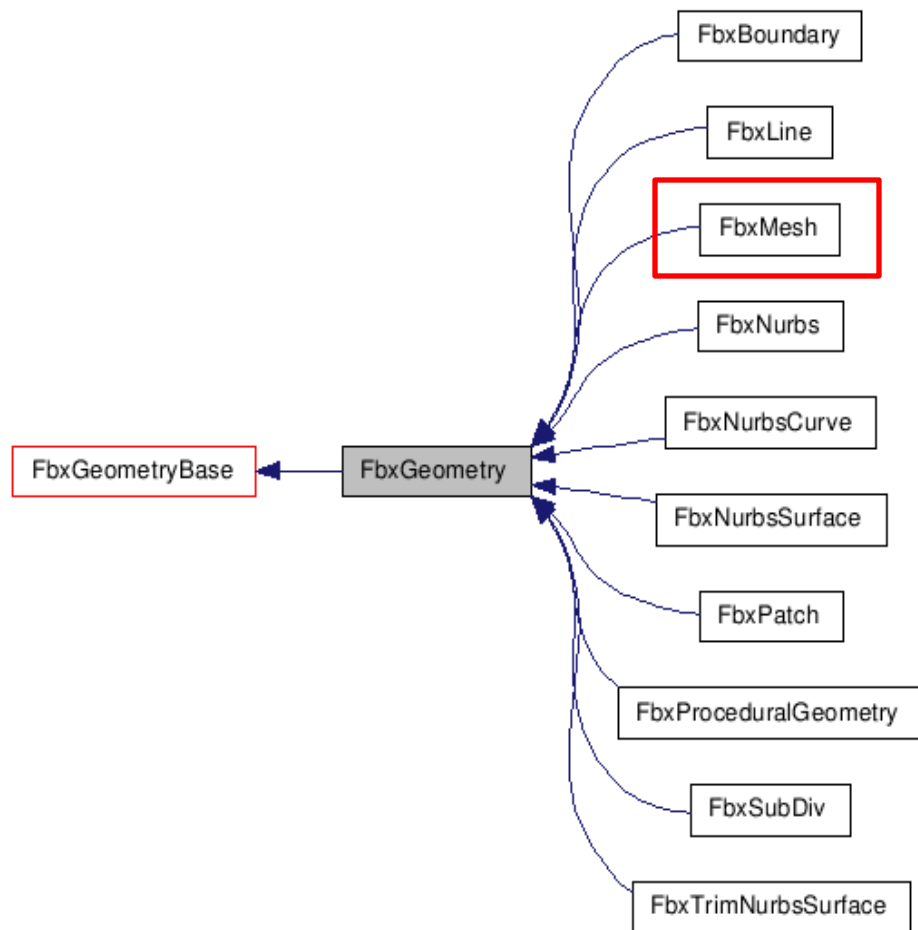 FbxBoundary
FbxLine
FbxMesh
FbxNurbs
FbxNurbsCurve
FbxGeometryBase
FbxGeometry
FbxNurbsSurface
FbxPatch
FbxProceduralGeometry
FbxSubDiv
FbxTrimNurbsSurface